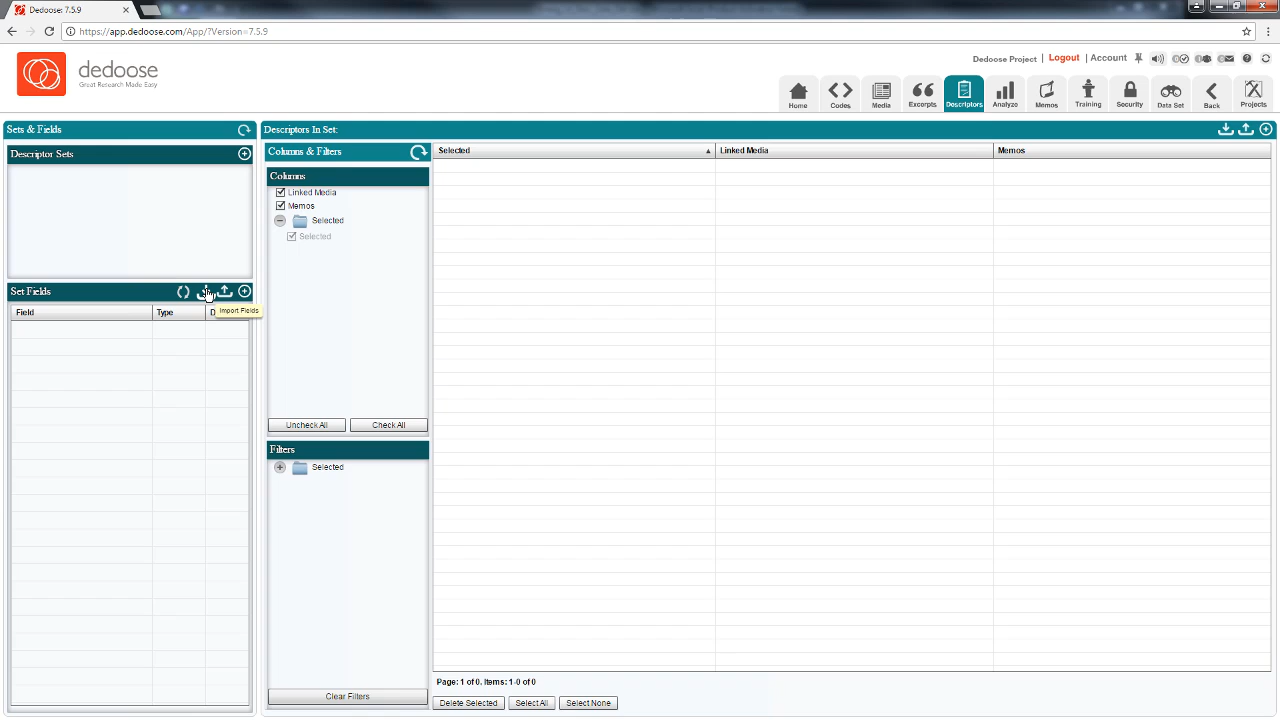 Dedoose: 7.5.9
https://app.dedoose.com/App/?Version=7.5.9
dedoose
Great Research Made Easy
Dedoose Project | Logout | Account
Home Codes Media Excerpts Descriptors Analyze Memos Training Security Data Set Back Projects
Sets & Fields
Descriptor Sets
Set Fields
Import Fields
Field Type D
Descriptors In Set:
Columns & Filters
Columns
Linked Media
Memos
Selected
Selected
Uncheck All Check All
Filters
Selected
Clear Filters
Selected Linked Media Memos
Page: 1 of 0. Items: 1-0 of 0
Delete Selected Select All Select None